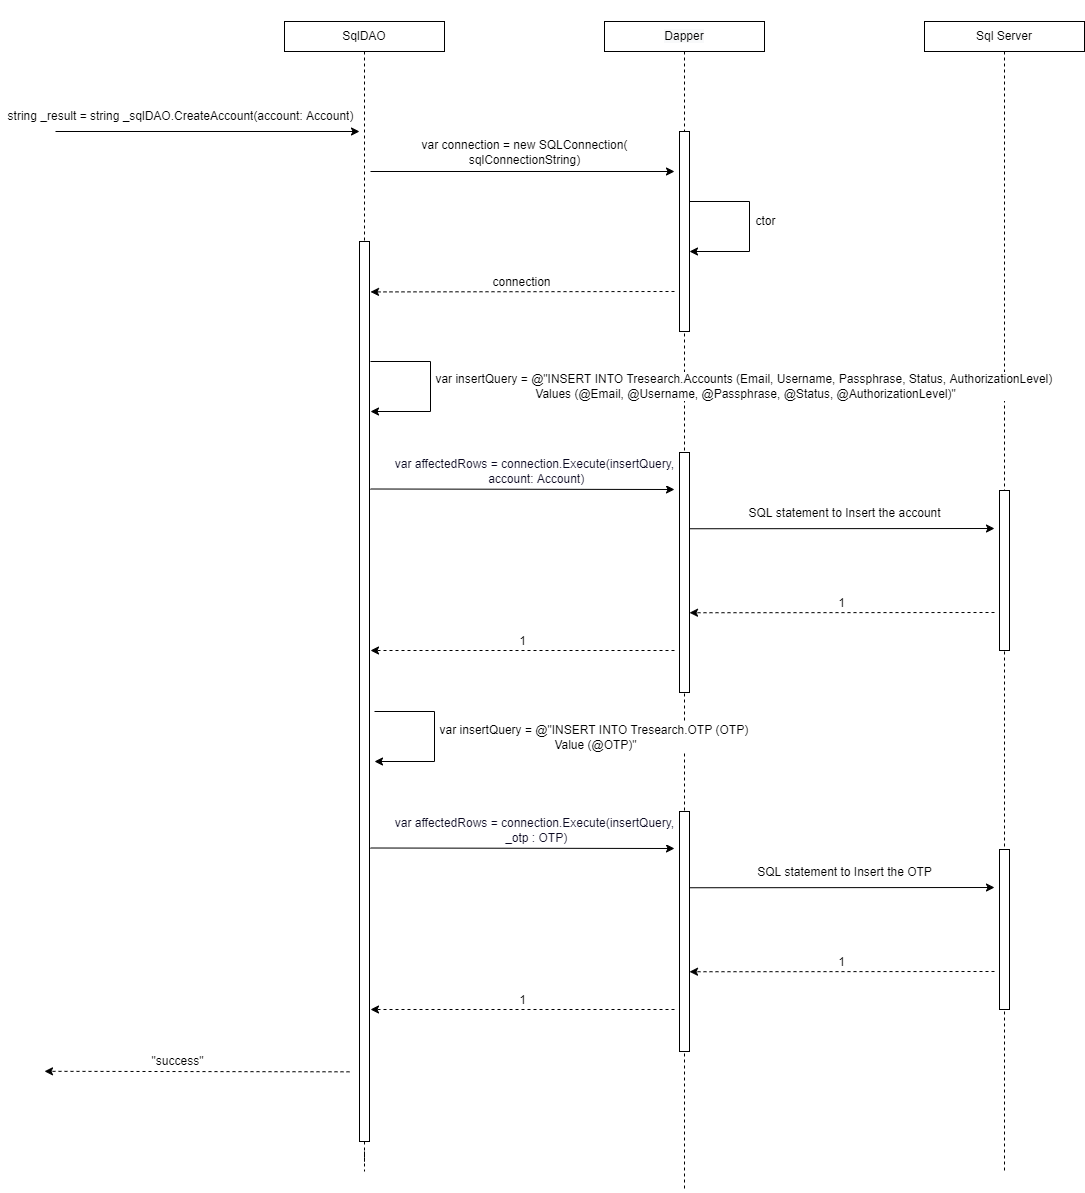 SqlDAO
Dapper
Sql Server
string _result = string _sqlDAO.CreateAccount(account: Account)
var connection = new SQLConnection(
sqlConnectionString)
ctor
connection
var insertQuery = @"INSERT INTO Tresearch.Accounts (Email, Username, Passphrase, Status, AuthorizationLevel)
Values (@Email, @Username, @Passphrase, @Status, @AuthorizationLevel)"
var affectedRows = connection.Execute(insertQuery,
account: Account)
SQL statement to Insert the account
1
1
var insertQuery = @"INSERT INTO Tresearch.OTP (OTP)
Value (@OTP)"
var affectedRows = connection.Execute(insertQuery,
_otp : OTP)
SQL statement to Insert the OTP
1
1
"success"